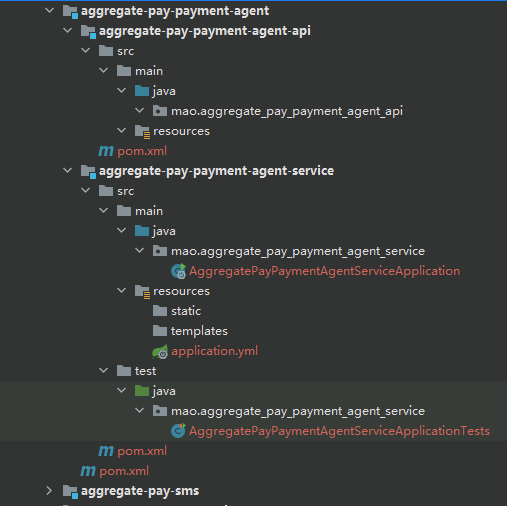 aggregate-pay-payment-agent
aggregate-pay-payment-agent-api
src
main
java
mao.aggregate_pay_payment_agent_api
resources
pom.xml
aggregate-pay-payment-agent-service
src
main
java
mao.aggregate_pay_payment_agent_service
AggregatePayPaymentAgentServiceApplication
resources
static
templates
application.yml
test
java
mao.aggregate_pay_payment_agent_service
AggregatePayPaymentAgentServiceApplicationTests
pom.xml
pom.xml
aggregate-pay-sms